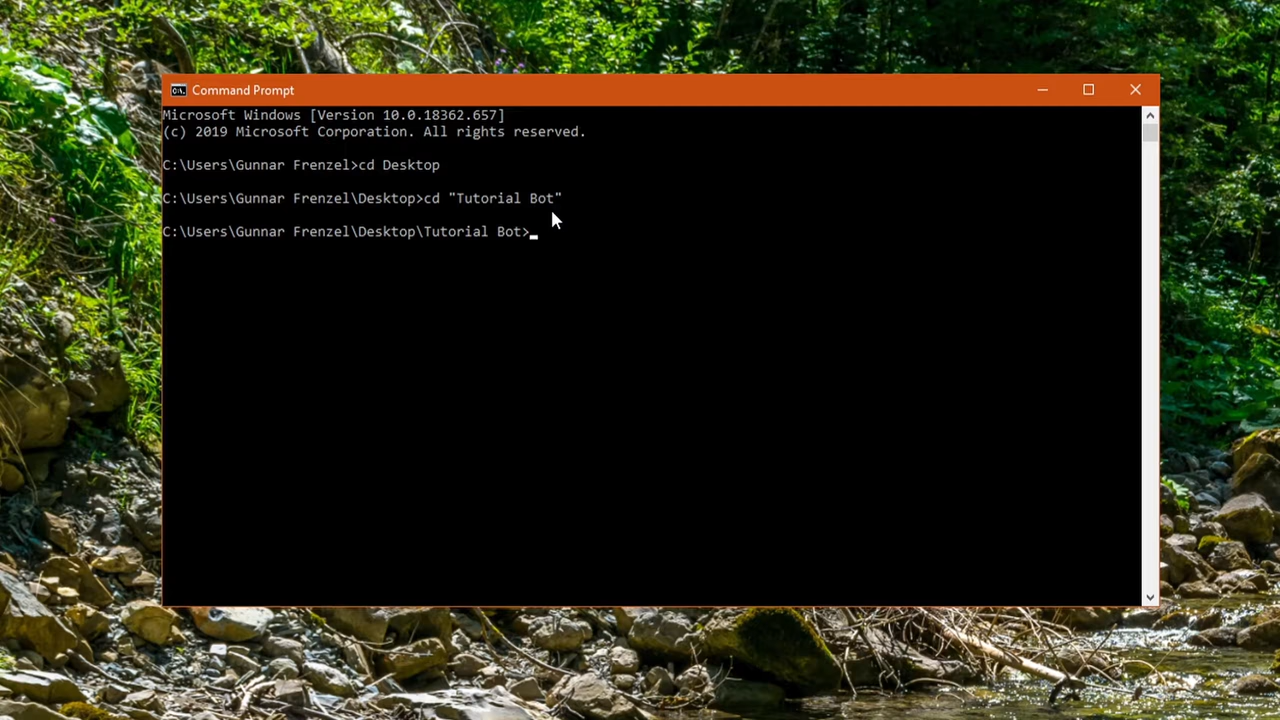 Command Prompt
Microsoft Windows [Version 10.0.18362.657]
(c) 2019 Microsoft Corporation. All rights reserved.
C:\Users\Gunnar Frenzel>cd Desktop
C:\Users\Gunnar Frenzel\Desktop>cd "Tutorial Bot"
C:\Users\Gunnar Frenzel\Desktop\Tutorial Bot>